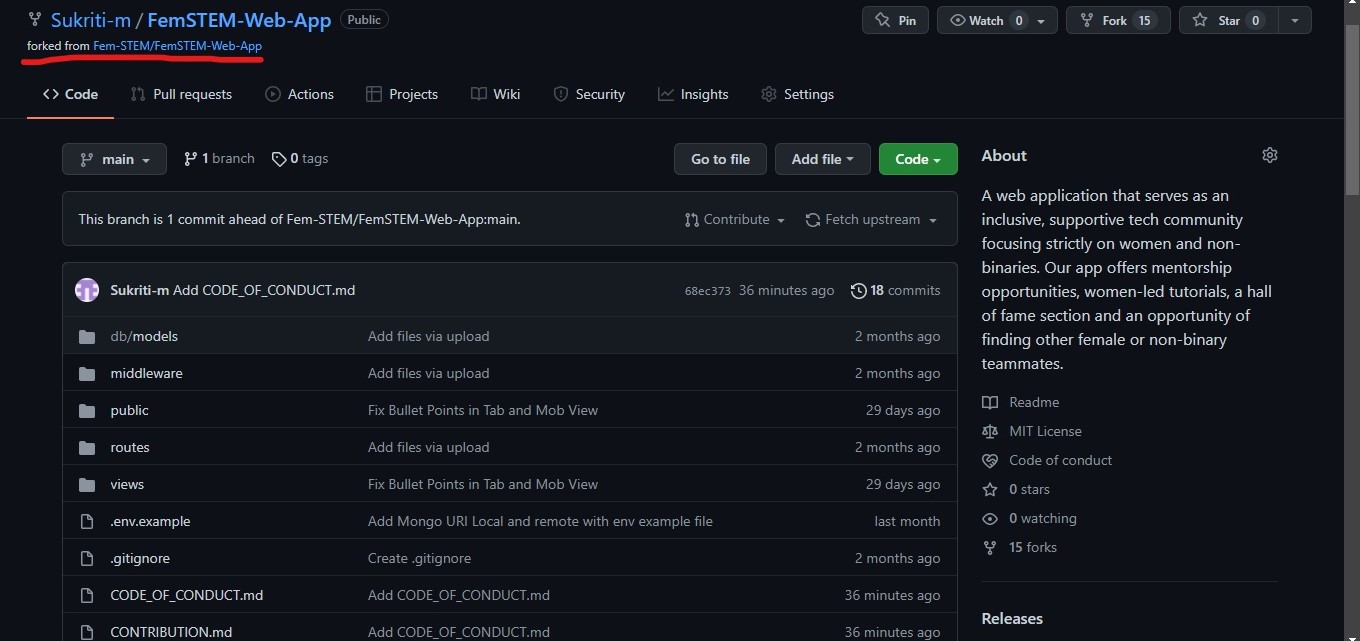 Sukriti-m / FemSTEM-Web-App Public
Pin Watch 0 Fork 15 Star 0
forked from Fem-STEM/FemSTEM-Web-App
Code Pull requests Actions Projects Wiki Security Insights Settings
main 1 branch 0 tags Go to file Add file Code
This branch is 1 commit ahead of Fem-STEM/FemSTEM-Web-App:main. Contribute Fetch upstream
Sukriti-m Add CODE_OF_CONDUCT.md 68ec373 36 minutes ago 18 commits
db/models Add files via upload 2 months ago
middleware Add files via upload 2 months ago
public Fix Bullet Points in Tab and Mob View 29 days ago
routes Add files via upload 2 months ago
views Fix Bullet Points in Tab and Mob View 29 days ago
.env.example Add Mongo URI Local and remote with env example file last month
.gitignore Create .gitignore 2 months ago
CODE_OF_CONDUCT.md Add CODE_OF_CONDUCT.md 36 minutes ago
CONTRIBUTION.md Add CODE_OF_CONDUCT.md 36 minutes ago
About
A web application that serves as an
inclusive, supportive tech community
focusing strictly on women and non-
binaries. Our app offers mentorship
opportunities, women-led tutorials, a hall
of fame section and an opportunity of
finding other female or non-binary
teammates.
Readme
MIT License
Code of conduct
0 stars
0 watching
15 forks
Releases